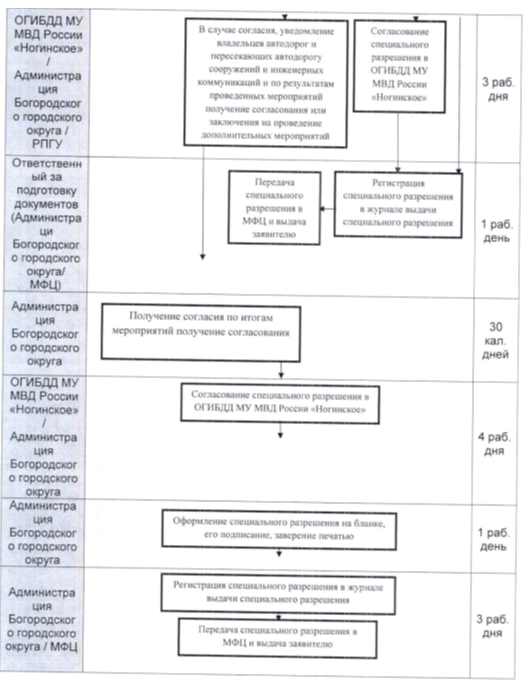 ОГИБДД МУ
МВД России
«Ногинское»
/
Администра
ция
Богородског
о городского
округа /
РПГУ
В случае согласия, уведомление
владельцев автодорог и
пересекающих автодорогу
сооружений и инженерных
коммуникаций и по результатам
проведенных мероприятий
получение согласования или
заключения на проведение
дополнительных мероприятий
Согласование
специального
разрешения в
ОГИБДД МУ
МВД России
«Ногинское»
3 раб.
дня
Ответственн
ый за
подготовку
документов
(Администра
ци
Богородског
о городского
округа/
МФЦ)
Передача
специального
разрешения в
МФЦ и выдача
заявителю
Регистрация
специального разрешения
в журнале выдачи
специального разрешения
1 раб.
день
Администра
ция
Богородског
о городского
округа
Получение согласия по итогам
мероприятий получение согласования
30
кал.
дней
ОГИБДД МУ
МВД России
«Ногинское»
/
Администра
ция
Богородског
о городского
округа
Согласование специального разрешения в
ОГИБДД МУ МВД России «Ногинское»
4 раб.
дня
Администра
ция
Богородског
о городского
округа
Оформление специального разрешения на бланке,
его подписание, заверение печатью
1 раб.
день
Администра
ция
Богородског
о городского
округа / МФЦ
Регистрация специального разрешения в журнале
выдачи специального разрешения
Передача специального разрешения в
МФЦ и выдача заявителю
3 раб.
дня